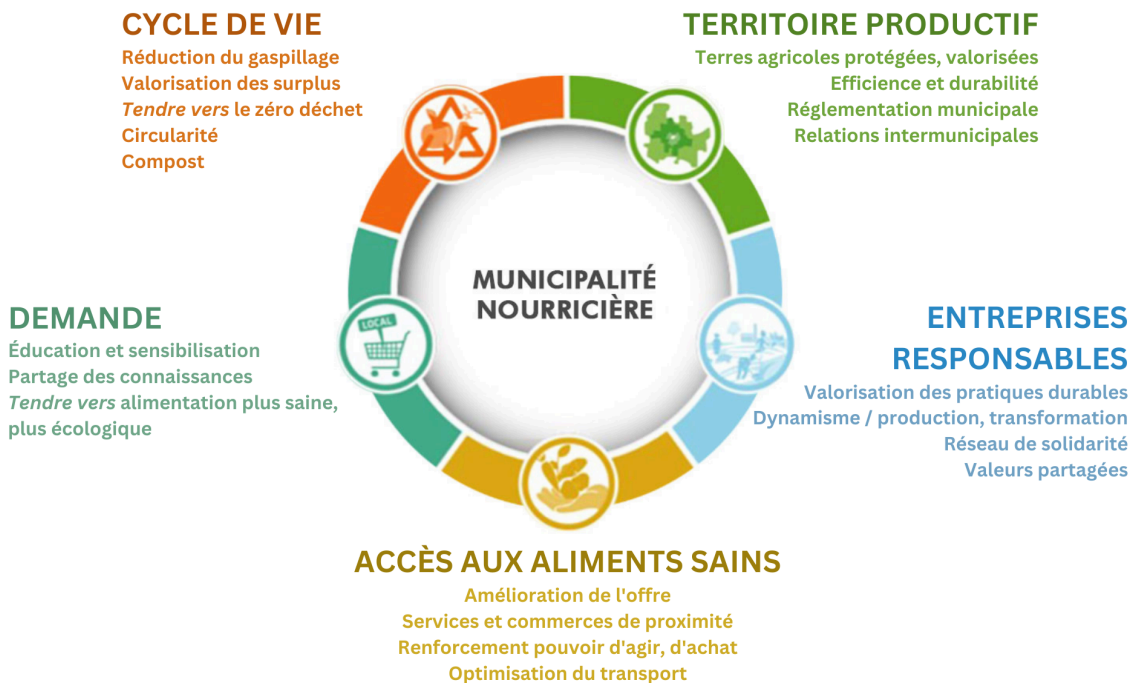 CYCLE DE VIE
Réduction du gaspillage
Valorisation des surplus
Tendre vers le zéro déchet
Circularité
Compost
TERRITOIRE PRODUCTIF
Terres agricoles protégées, valorisées
Efficience et durabilité
Réglementation municipale
Relations intermunicipales
MUNICIPALITÉ
NOURRICIÈRE
DEMANDE
Éducation et sensibilisation
Partage des connaissances
Tendre vers alimentation plus saine,
plus écologique
LOCAL
ENTREPRISES
RESPONSABLES
Valorisation des pratiques durables
Dynamisme / production, transformation
Réseau de solidarité
Valeurs partagées
ACCÈS AUX ALIMENTS SAINS
Amélioration de l'offre
Services et commerces de proximité
Renforcement pouvoir d'agir, d'achat
Optimisation du transport